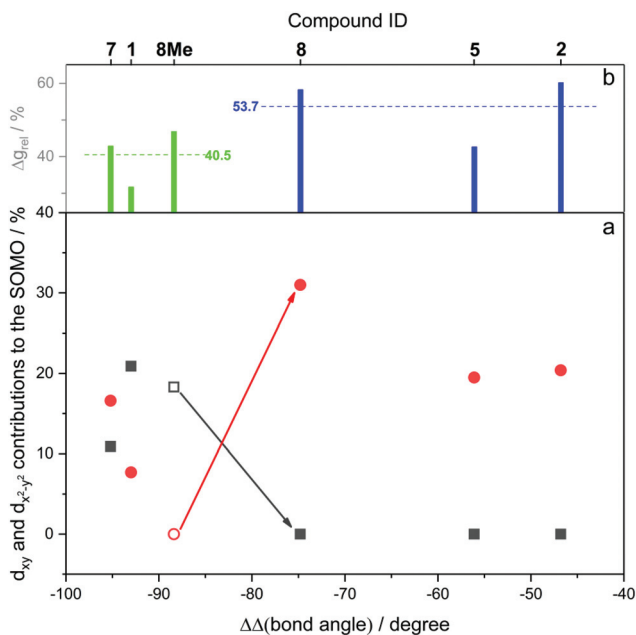 Compound ID
7 1 8Me 8 5 2
b
60
53.7
Δg_rel / %
40
40.5
40
a
d_xy and d_x²-y² contributions to the SOMO / %
30
20
10
0
-100 -90 -80 -70 -60 -50 -40
ΔΔ(bond angle) / degree